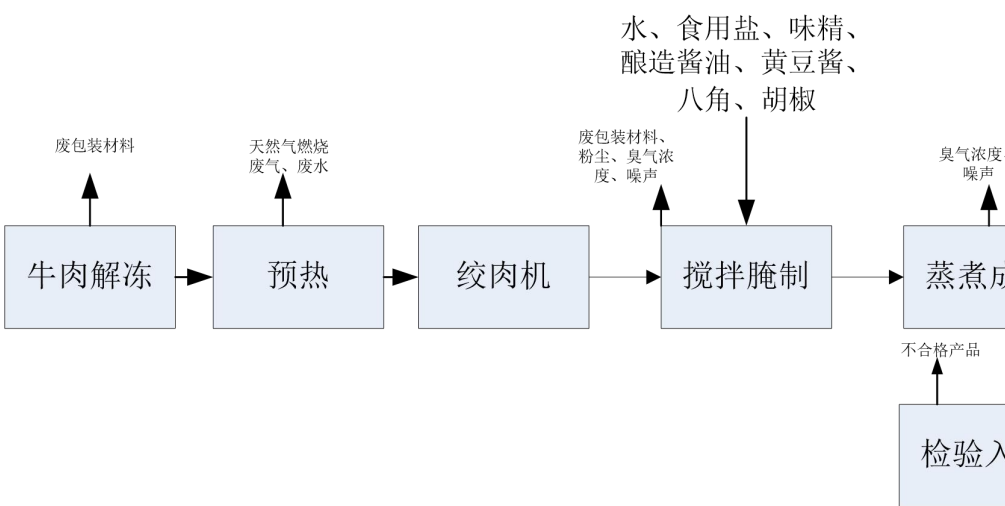 水、食用盐、味精、
酿造酱油、黄豆酱、
八角、胡椒
废包装材料
天然气燃烧
废气、废水
废包装材料、
粉尘、臭气浓
度、噪声
臭气浓度
噪声
牛肉解冻
预热
绞肉机
搅拌腌制
蒸煮成
不合格产品
检验入